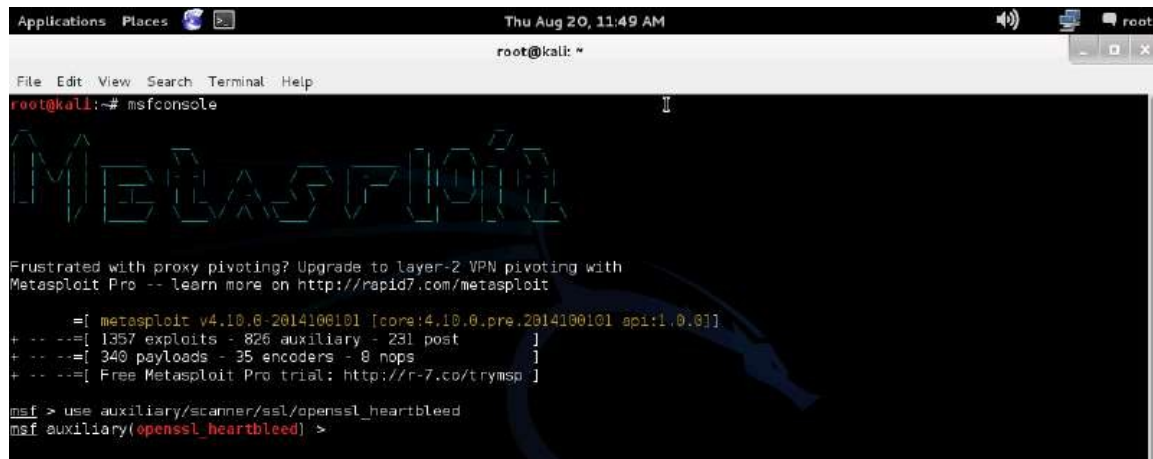 Applications Places Thu Aug 20, 11:49 AM root
root@kali: ~
File Edit View Search Terminal Help
root@kali:~# msfconsole
METASPLOIT
Frustrated with proxy pivoting? Upgrade to layer-2 VPN pivoting with
Metasploit Pro -- learn more on http://rapid7.com/metasploit
=[ metasploit v4.10.0-2014100101 [core:4.10.0.pre.2014100101 api:1.0.0]]
+ -- --=[ 1357 exploits - 826 auxiliary - 231 post ]
+ -- --=[ 340 payloads - 35 encoders - 8 nops ]
+ -- --=[ Free Metasploit Pro trial: http://r-7.co/trymsp ]
msf > use auxiliary/scanner/ssl/openssl_heartbleed
msf auxiliary(openssl_heartbleed) >